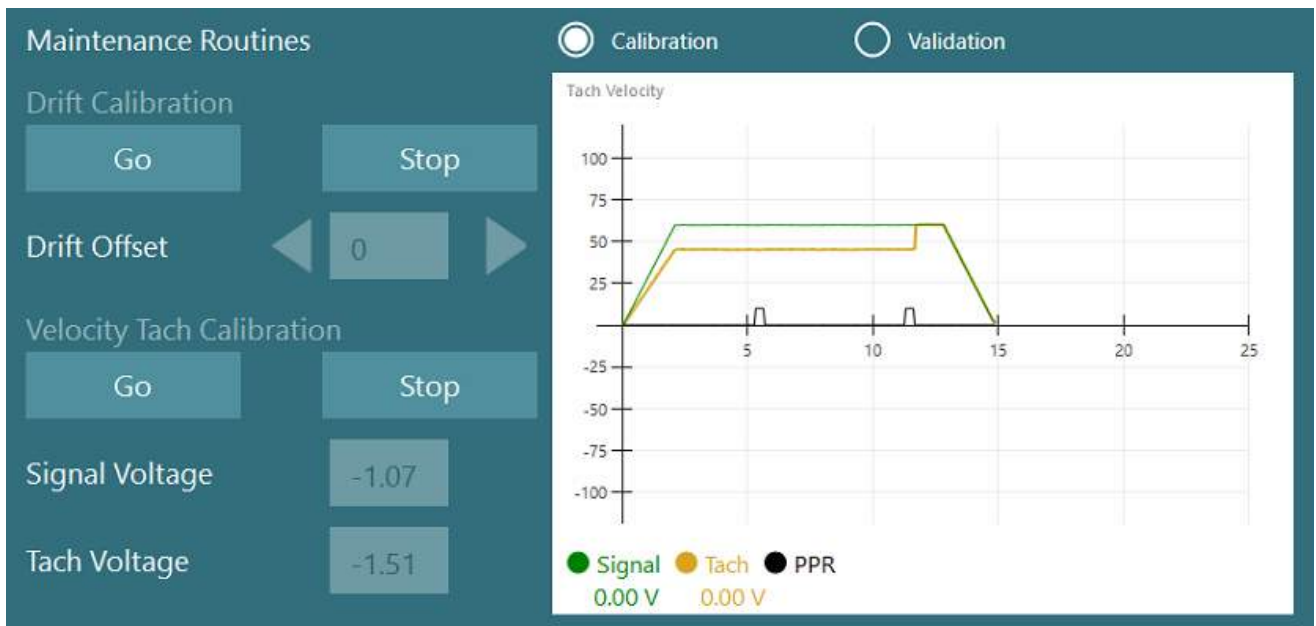 Maintenance Routines
Calibration
Validation
Drift Calibration
Go
Stop
Drift Offset
0
Velocity Tach Calibration
Go
Stop
Signal Voltage
-1.07
Tach Voltage
-1.51
Tach Velocity
100
75
50
25
-25
-50
-75
-100
5
10
15
20
25
Signal
Tach
PPR
0.00 V
0.00 V